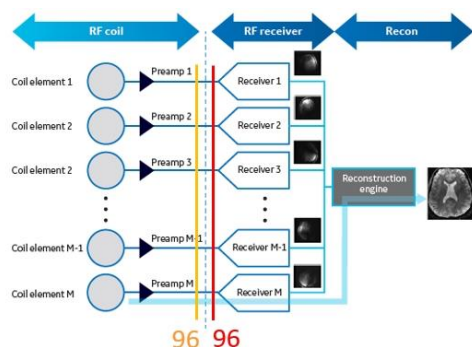 RF coil
RF receiver
Recon
Coil element 1
Preamp 1
Receiver 1
Coil element 2
Preamp 2
Receiver 2
Coil element 2
Preamp 3
Receiver 3
Reconstruction
engine
Coil element M-1
Preamp M-1
Receiver M-1
Coil element M
Preamp M
Receiver M
96
96